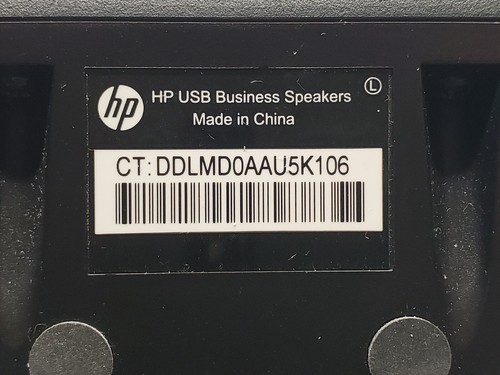 hp HP USB Business Speakers Ⓛ
Made in China
CT: DDLMD0AAU5K106